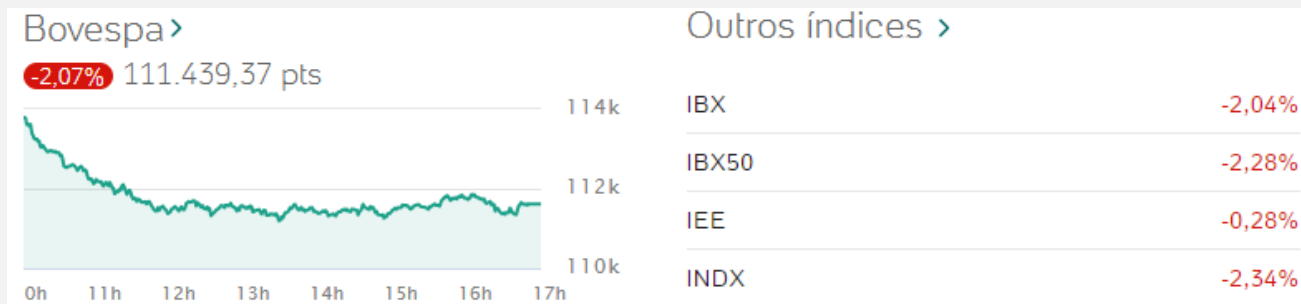 Bovespa
-2,07% 111.439,37 pts
114k
112k
110k
0h 11h 12h 13h 14h 15h 16h 17h
Outros índices
IBX -2,04%
IBX50 -2,28%
IEE -0,28%
INDX -2,34%